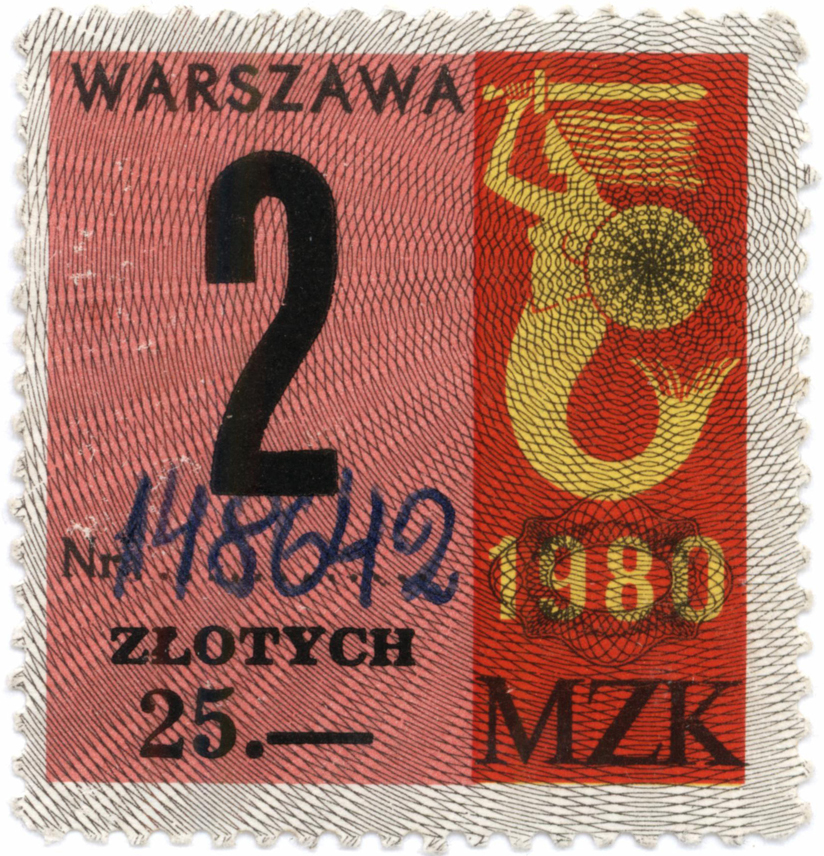 WARSZAWA
2
Nr. 148642
ZŁOTYCH
25.—
1980
MZK